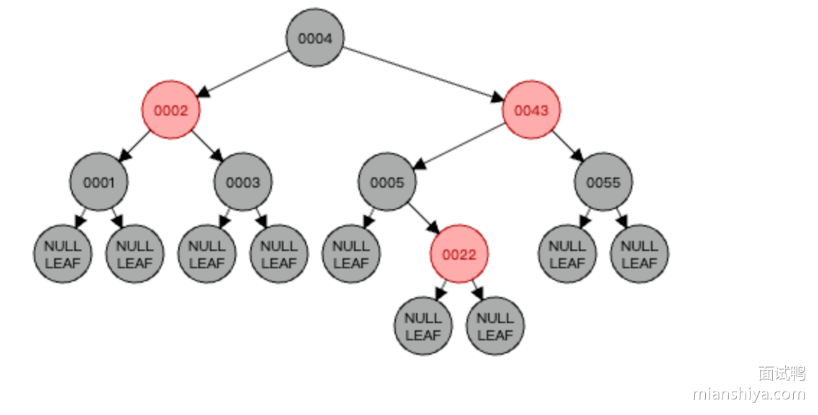 0004
0002
0043
0001
0003
0005
0055
NULL
LEAF
NULL
LEAF
NULL
LEAF
NULL
LEAF
NULL
LEAF
0022
NULL
LEAF
NULL
LEAF
NULL
LEAF
NULL
LEAF
面试鸭
mianshiya.com